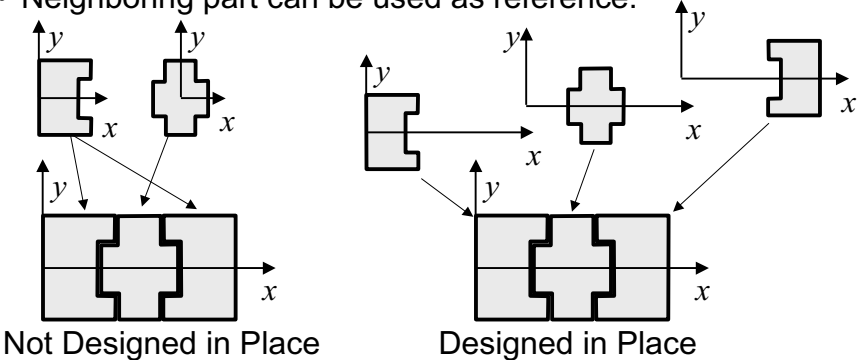 Neighboring part can be used as reference.
y
y
y
y
y
x
x
x
x
x
y
y
x
x
Not Designed in Place
Designed in Place